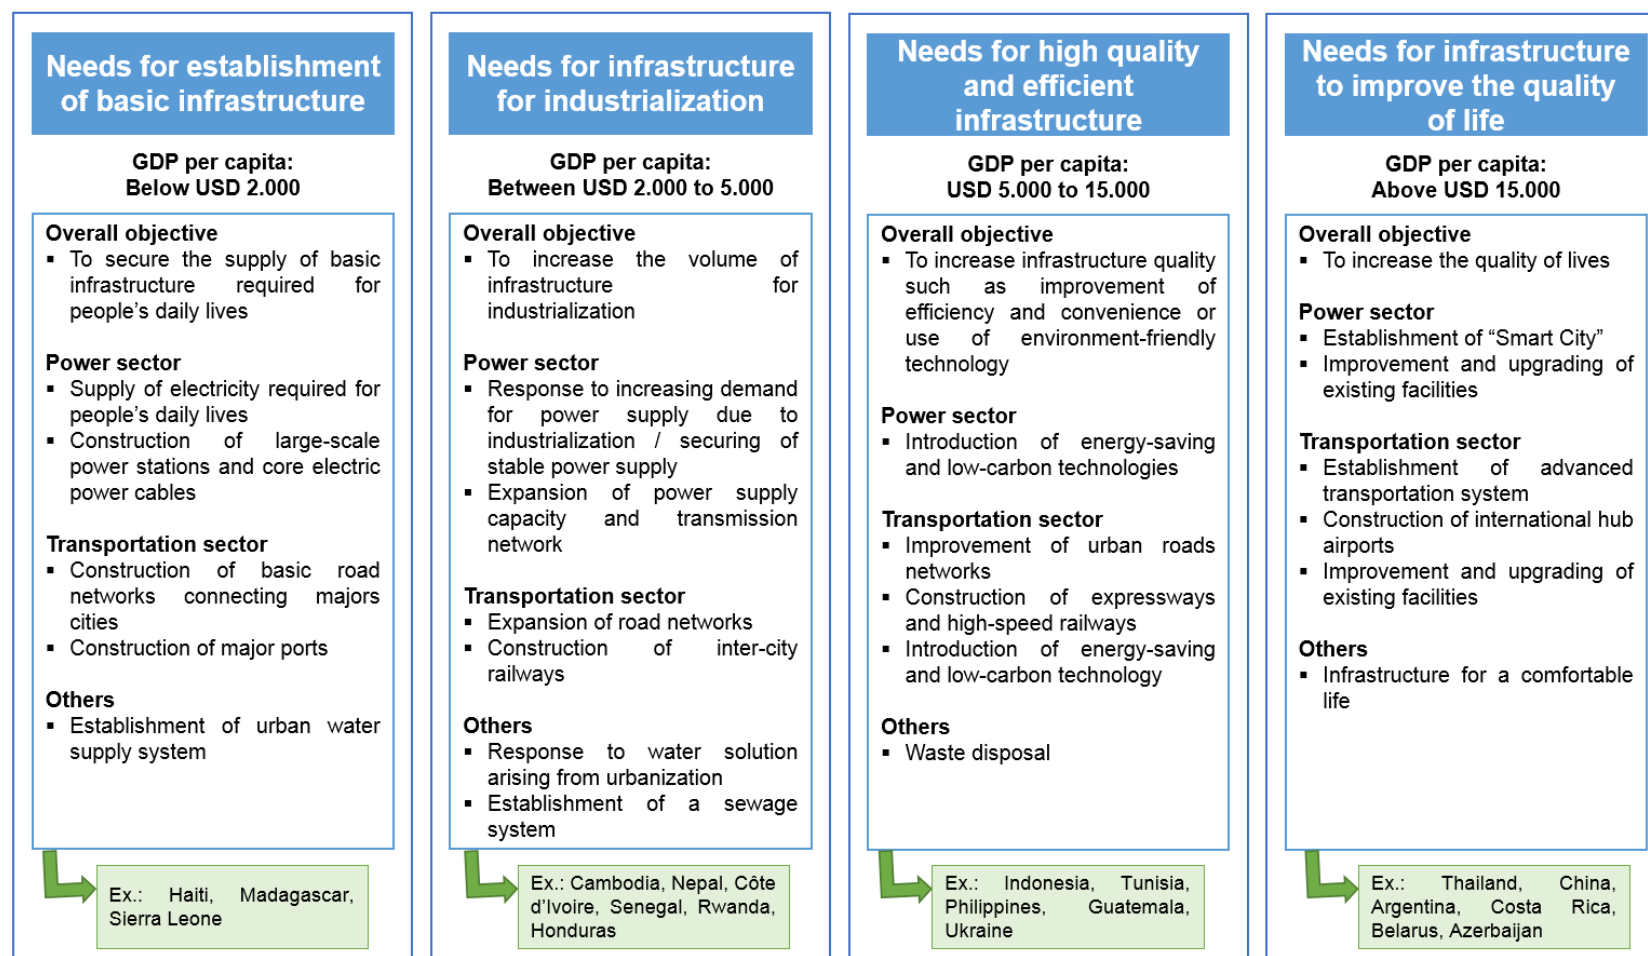 Needs for establishment
of basic infrastructure
GDP per capita:
Below USD 2.000
Overall objective
▪ To secure the supply of basic
infrastructure required for
people's daily lives
Power sector
▪ Supply of electricity required for
people's daily lives
▪ Construction of large-scale
power stations and core electric
power cables
Transportation sector
▪ Construction of basic road
networks connecting majors
cities
▪ Construction of major ports
Others
▪ Establishment of urban water
supply system
Ex.: Haiti, Madagascar,
Sierra Leone
Needs for infrastructure
for industrialization
GDP per capita:
Between USD 2.000 to 5.000
Overall objective
▪ To increase the volume of
infrastructure for
industrialization
Power sector
▪ Response to increasing demand
for power supply due to
industrialization / securing of
stable power supply
▪ Expansion of power supply
capacity and transmission
network
Transportation sector
▪ Expansion of road networks
▪ Construction of inter-city
railways
Others
▪ Response to water solution
arising from urbanization
▪ Establishment of a sewage
system
Ex.: Cambodia, Nepal, Côte
d'Ivoire, Senegal, Rwanda,
Honduras
Needs for high quality
and efficient
infrastructure
GDP per capita:
USD 5.000 to 15.000
Overall objective
▪ To increase infrastructure quality
such as improvement of
efficiency and convenience or
use of environment-friendly
technology
Power sector
▪ Introduction of energy-saving
and low-carbon technologies
Transportation sector
▪ Improvement of urban roads
networks
▪ Construction of expressways
and high-speed railways
▪ Introduction of energy-saving
and low-carbon technology
Others
▪ Waste disposal
Ex.: Indonesia, Tunisia,
Philippines, Guatemala,
Ukraine
Needs for infrastructure
to improve the quality
of life
GDP per capita:
Above USD 15.000
Overall objective
▪ To increase the quality of lives
Power sector
▪ Establishment of “Smart City”
▪ Improvement and upgrading of
existing facilities
Transportation sector
▪ Establishment of advanced
transportation system
▪ Construction of international hub
airports
▪ Improvement and upgrading of
existing facilities
Others
▪ Infrastructure for a comfortable
life
Ex.: Thailand, China,
Argentina, Costa Rica,
Belarus, Azerbaijan